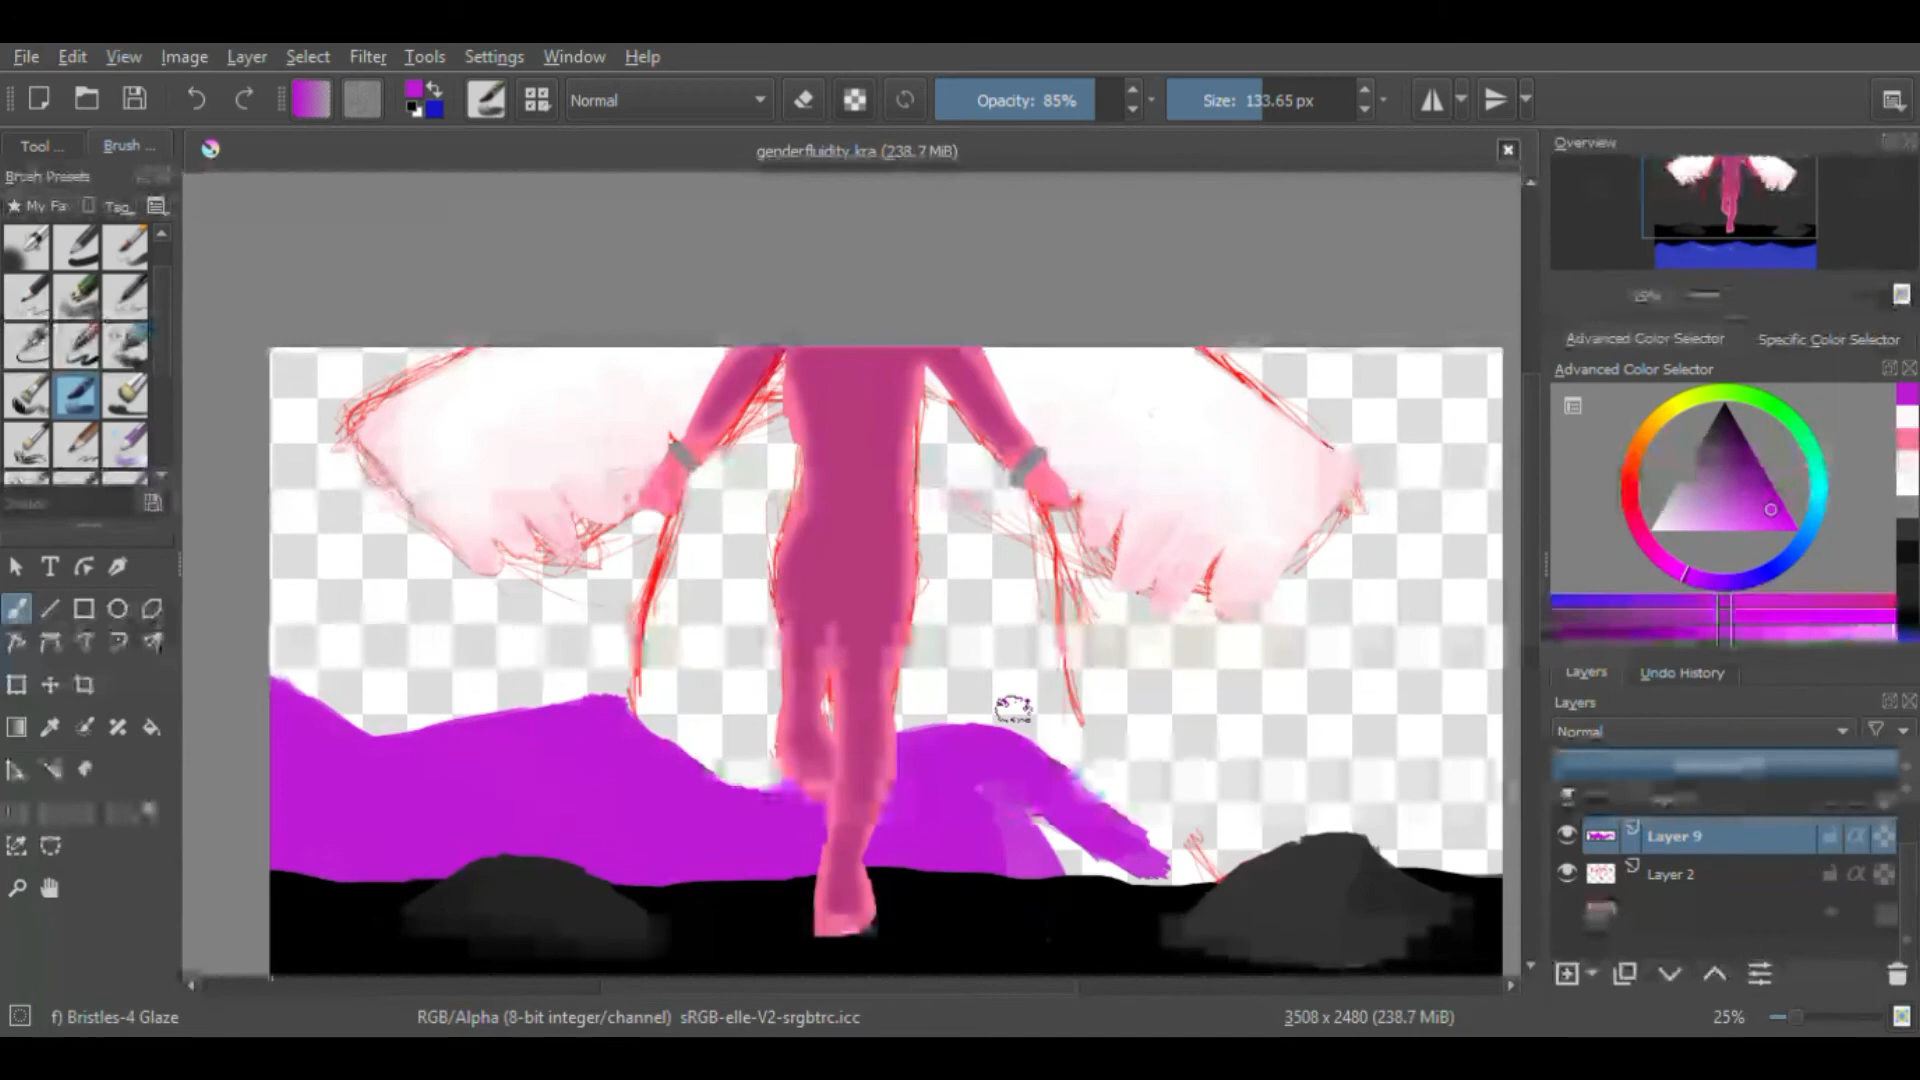 File Edit View Image Layer Select Filter Tools Settings Window Help
Normal
Opacity: 85%
Size: 133.65 px
Tool ...
Brush ...
genderfluidity.kra (238.7 MiB)
Overview
Brush Presets
My Fa
Tag
Advanced Color Selector
Specific Color Selector
Advanced Color Selector
Layers
Undo History
Layers
Normal
Layer 9
Layer 2
f) Bristles-4 Glaze
RGB/Alpha (8-bit integer/channel) sRGB-elle-V2-srgbtrc.icc
3508 x 2480 (238.7 MiB)
25%